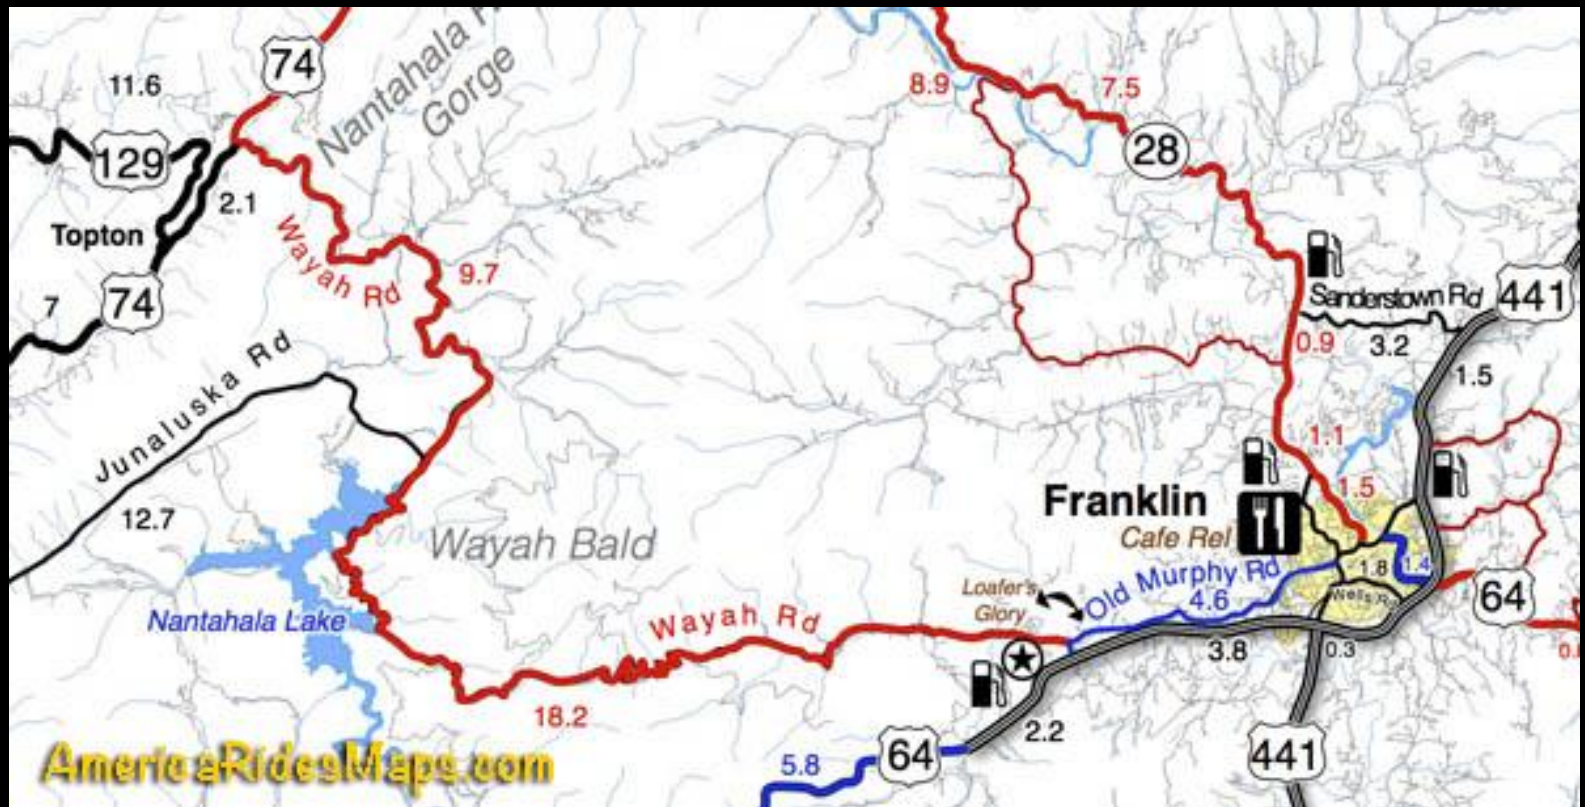 74
Nantahala
Gorge
11.6
129
2.1
Topton
74
7
Wayah Rd
9.7
8.9
7.5
28
Sanderstown Rd
441
0.9
3.2
1.5
Junaluska Rd
12.7
1.1
1.5
Franklin
Cafe Rel
Wayah Bald
Nantahala Lake
Loafer's
Glory
Old Murphy Rd
4.6
1.8
1.4
Wells Rd
64
Wayah Rd
3.8
0.3
18.2
2.2
5.8
64
441
AmericaRidesMaps.com